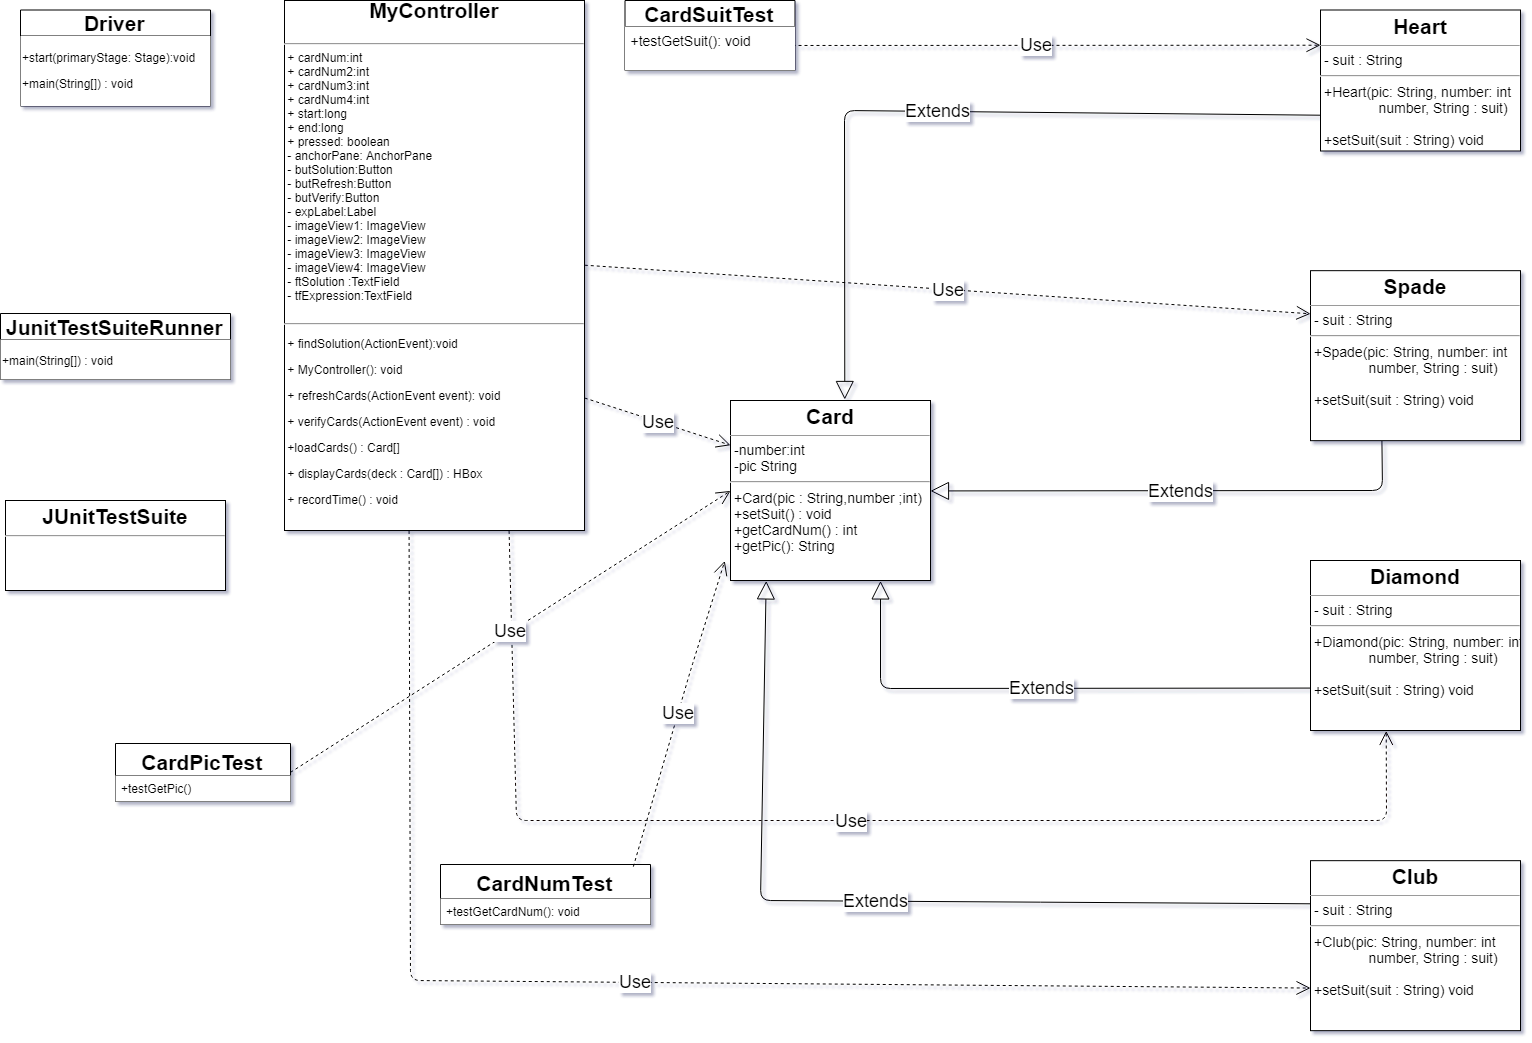 Driver
+start(primaryStage: Stage):void
+main(String[]) : void
MyController
+ cardNum:int
+ cardNum2:int
+ cardNum3:int
+ cardNum4:int
+ start:long
+ end:long
+ pressed: boolean
- anchorPane: AnchorPane
- butSolution:Button
- butRefresh:Button
- butVerify:Button
- expLabel:Label
- imageView1: ImageView
- imageView2: ImageView
- imageView3: ImageView
- imageView4: ImageView
- ftSolution :TextField
- tfExpression:TextField
+ findSolution(ActionEvent):void
+ MyController(): void
+ refreshCards(ActionEvent event): void
+ verifyCards(ActionEvent event) : void
+loadCards() : Card[]
+ displayCards(deck : Card[]) : HBox
+ recordTime() : void
CardSuitTest
+testGetSuit(): void
Use
Heart
- suit : String
+Heart(pic: String, number: int
number, String : suit)
+setSuit(suit : String) void
Extends
Use
Spade
- suit : String
+Spade(pic: String, number: int
number, String : suit)
+setSuit(suit : String) void
JunitTestSuiteRunner
+main(String[]) : void
Use
Card
-number:int
-pic String
+Card(pic : String,number ;int)
+setSuit() : void
+getCardNum() : int
+getPic(): String
Extends
JUnitTestSuite
Diamond
- suit : String
+Diamond(pic: String, number: in
number, String : suit)
+setSuit(suit : String) void
Use
Extends
Use
CardPicTest
+testGetPic()
Use
CardNumTest
+testGetCardNum(): void
Extends
Club
- suit : String
+Club(pic: String, number: int
number, String : suit)
+setSuit(suit : String) void
Use